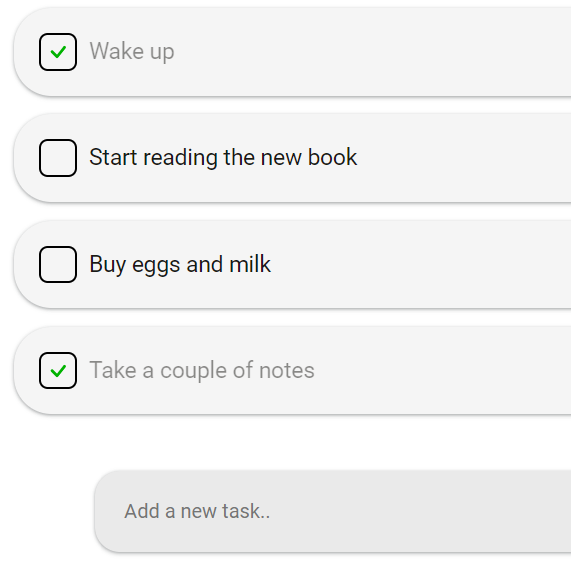 Wake up
Start reading the new book
Buy eggs and milk
Take a couple of notes
Add a new task..